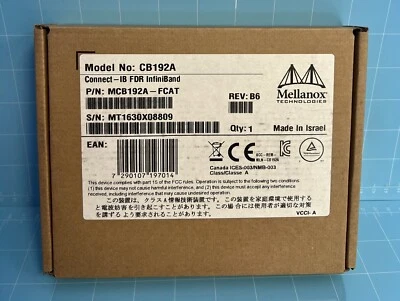 Model No: CB192A
Connect-IB FDR InfiniBand
P/N: MCB192A-FCAT
REV: B6
Mellanox
TECHNOLOGIES
S/N: MT1630X08809
Qty: 1
Made in Israel
EAN:
7290107197014
Canada ICES-003/NMB-003
Class/Classe A
This device complies with part 15 of the FCC rules. Operation is subject to the following two conditions:
(1) this device may not cause harmful interference, and (2) this device must accept any
interference received, including interference that may cause undesired operation.
この装置は、クラスA情報技術装置です。この装置を家庭環境で使用すると
電波妨害を引き起こすことがあります。この場合には使用者が適切な対策
を講ずるよう要求されることがあります。
VCCI-A